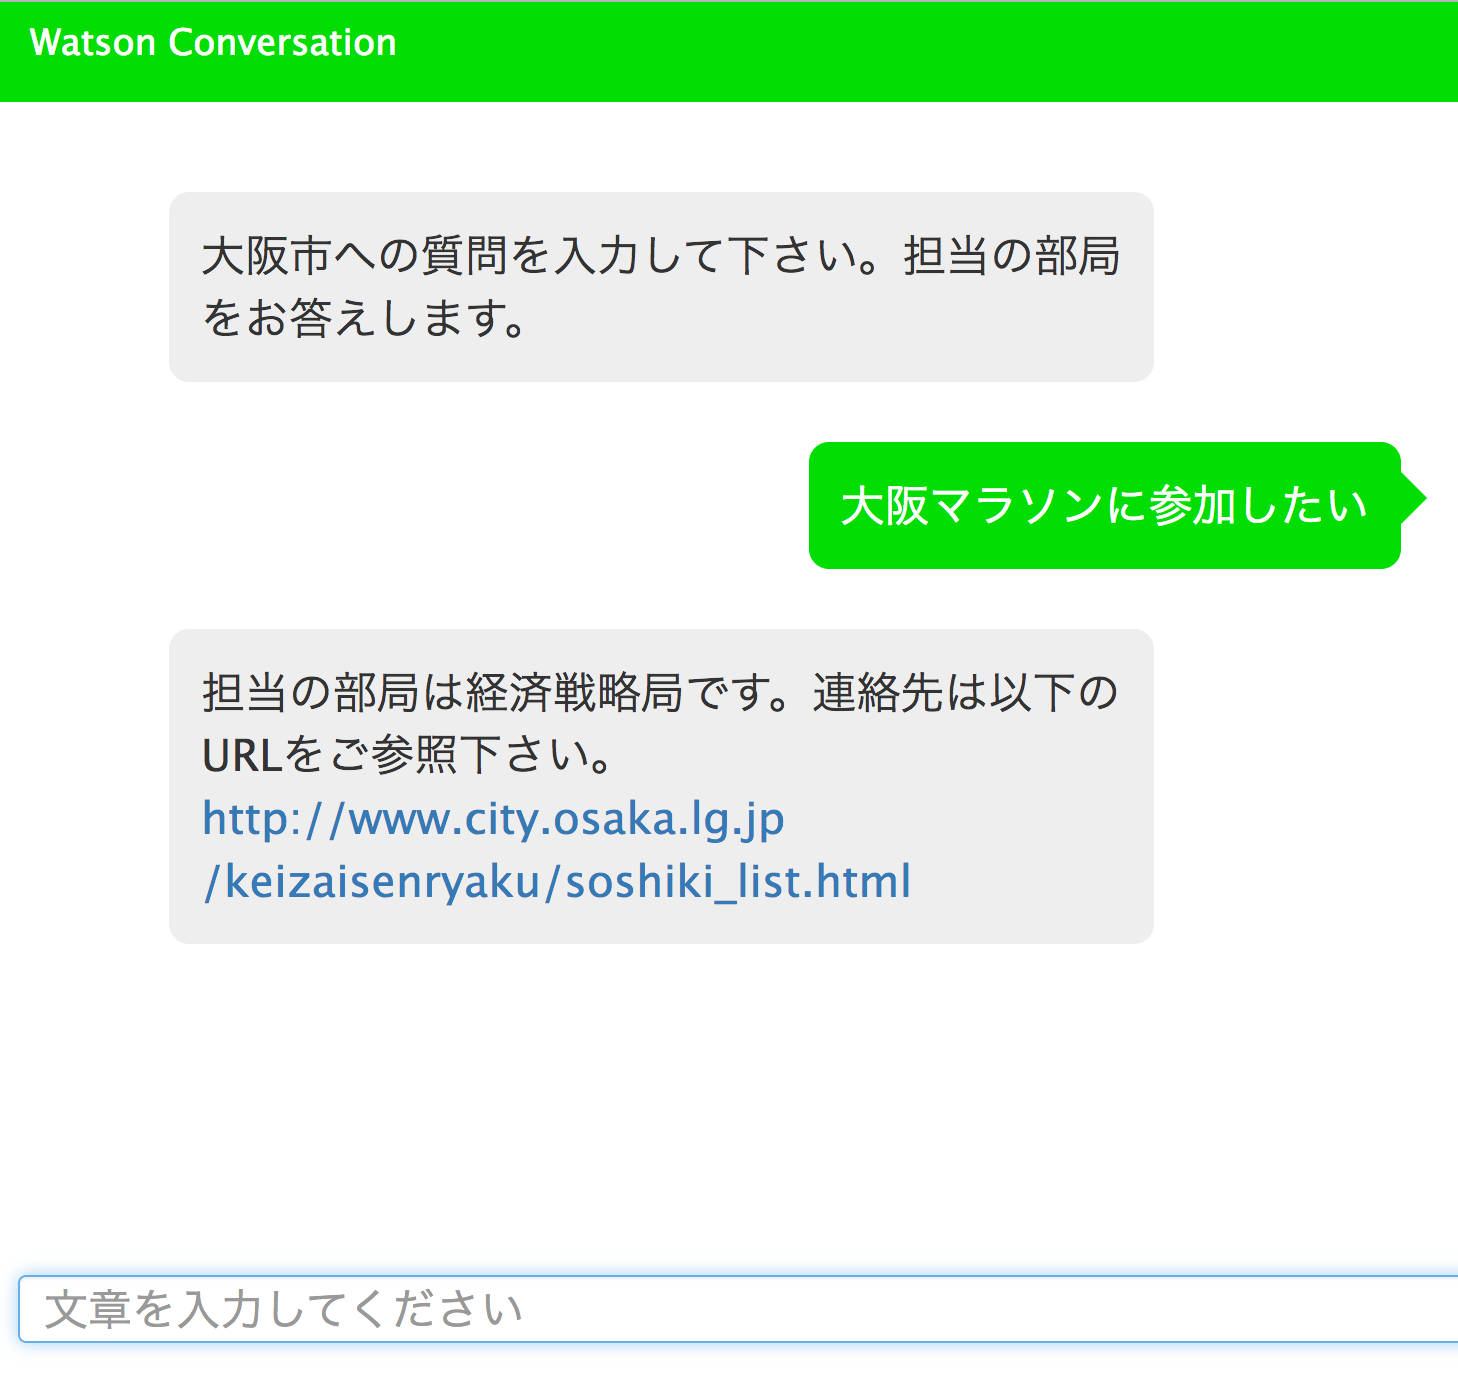 Watson Conversation
大阪市への質問を入力して下さい。担当の部局
をお答えします。
大阪マラソンに参加したい
担当の部局は経済戦略局です。連絡先は以下の
URLをご参照下さい。
http://www.city.osaka.lg.jp
/keizaisenryaku/soshiki_list.html
文章を入力してください